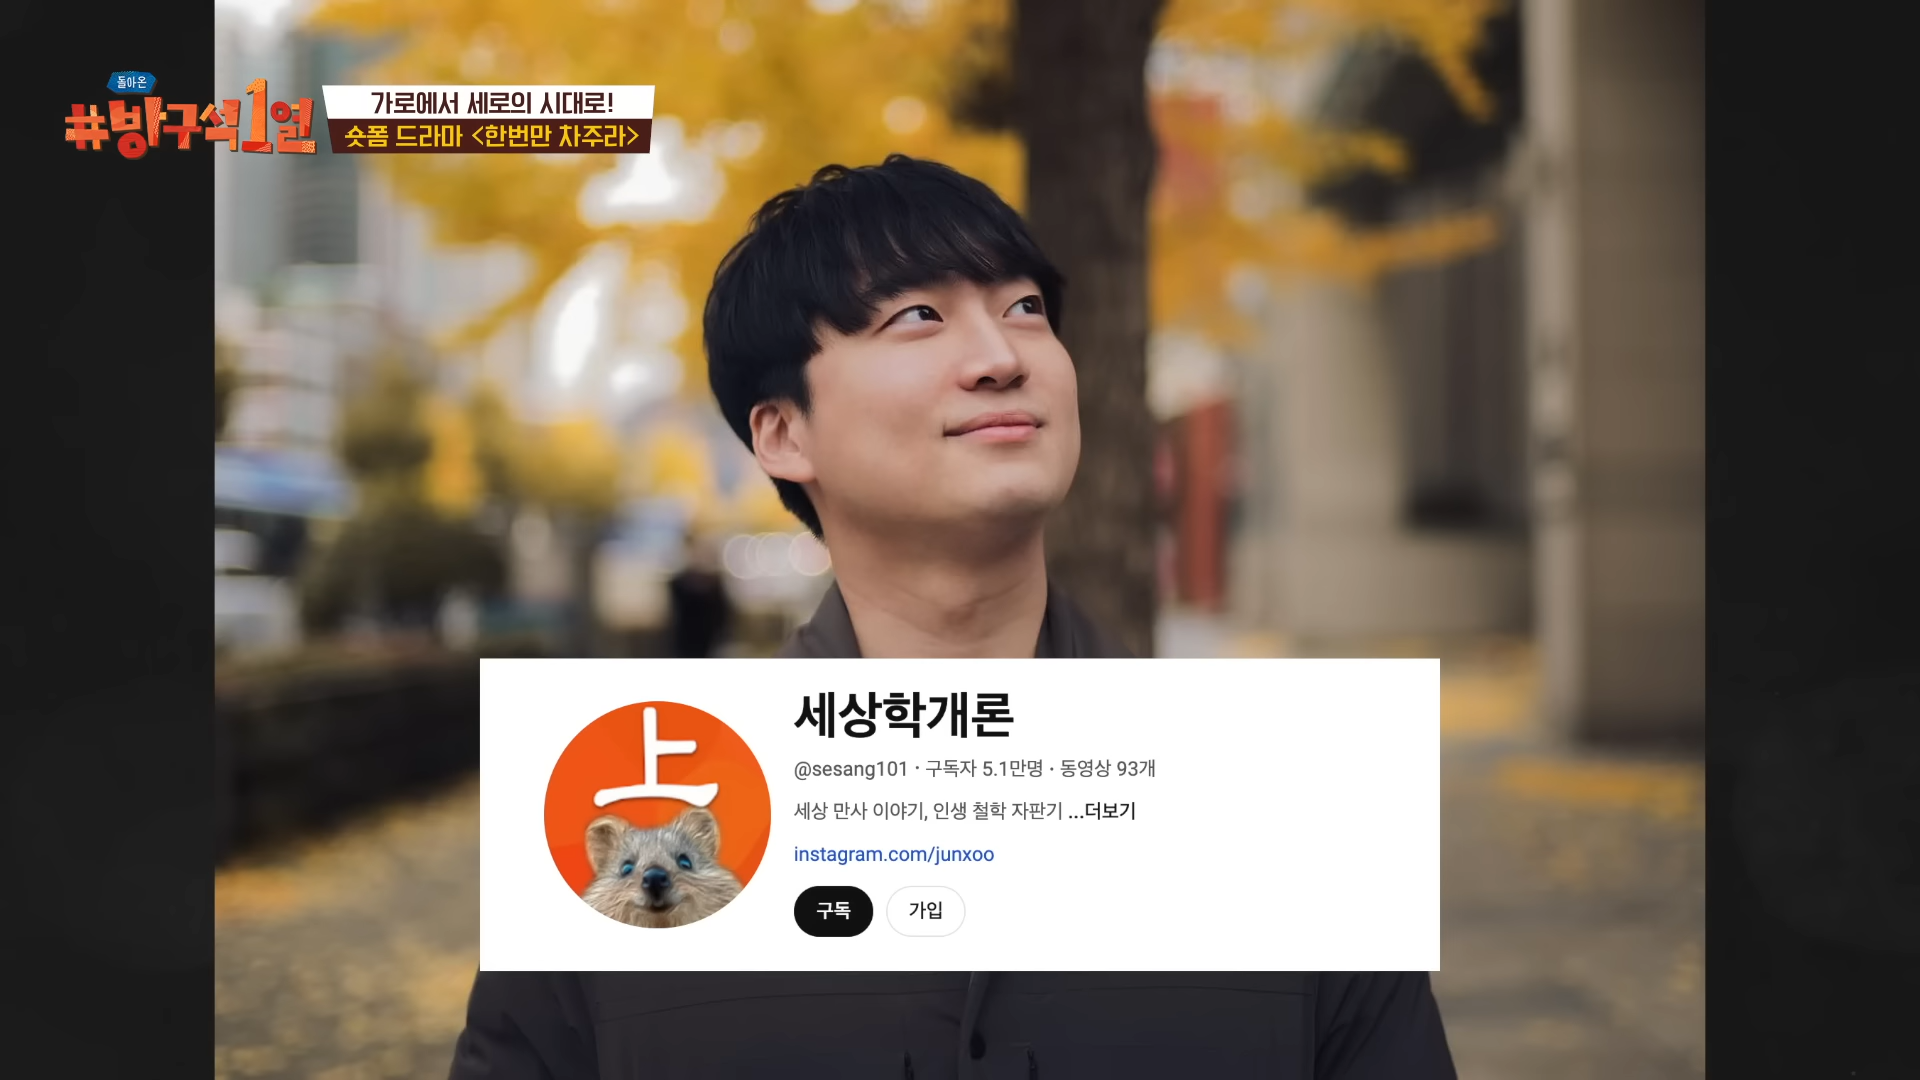 돌아온
#방구석1열
가로에서 세로의 시대로!
숏폼 드라마 <한번만 차주라>
上
세상학개론
@sesang101 · 구독자 5.1만명 · 동영상 93개
세상 만사 이야기, 인생 철학 자판기 ...더보기
instagram.com/junxoo
구독
가입